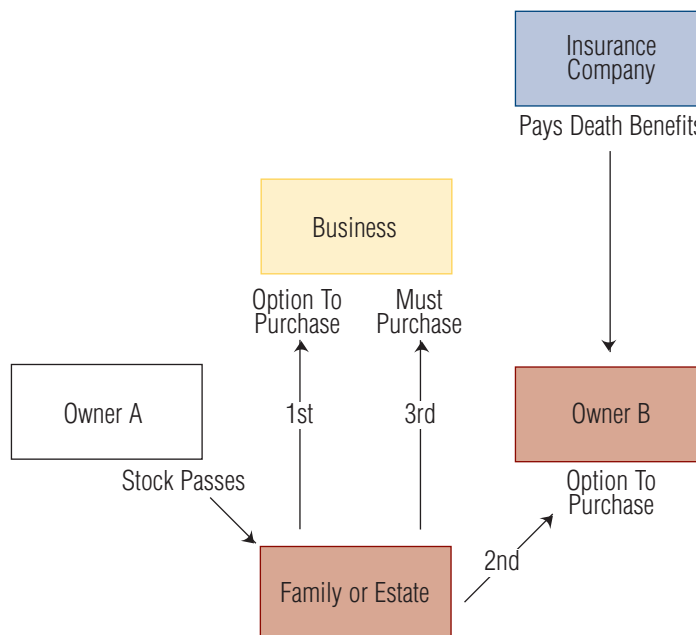 Insurance
Company
Pays Death Benefits
Business
Option To
Purchase
Must
Purchase
Owner A
1st
3rd
Owner B
Stock Passes
Option To
Purchase
2nd
Family or Estate